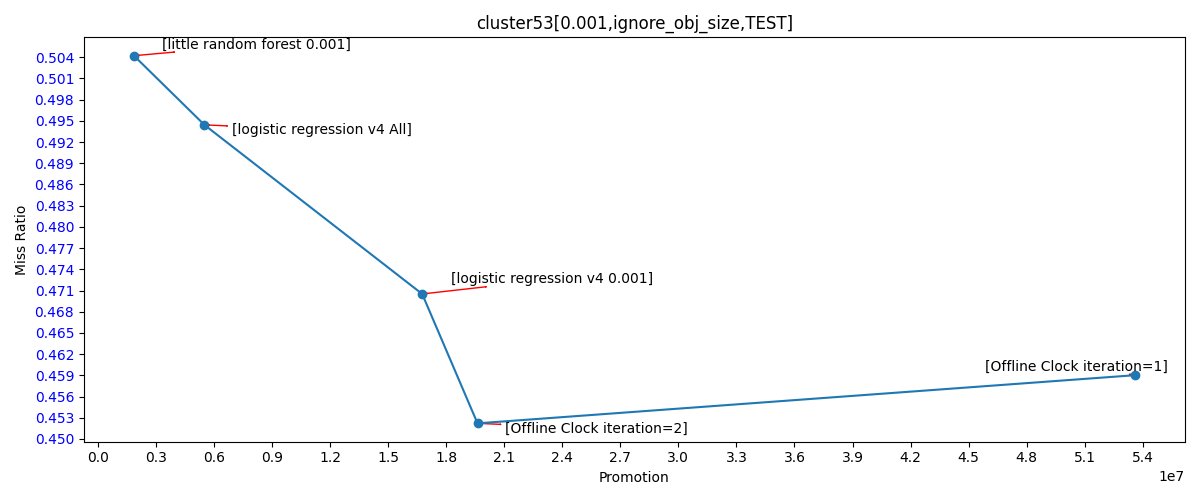 cluster53[0.001,ignore_obj_size,TEST]
[little random forest 0.001]
[logistic regression v4 All]
[logistic regression v4 0.001]
[Offline Clock iteration=1]
[Offline Clock iteration=2]
Miss Ratio
0.504
0.501
0.498
0.495
0.492
0.489
0.486
0.483
0.480
0.477
0.474
0.471
0.468
0.465
0.462
0.459
0.456
0.453
0.450
0.0 0.3 0.6 0.9 1.2 1.5 1.8 2.1 2.4 2.7 3.0 3.3 3.6 3.9 4.2 4.5 4.8 5.1 5.4
1e7
Promotion